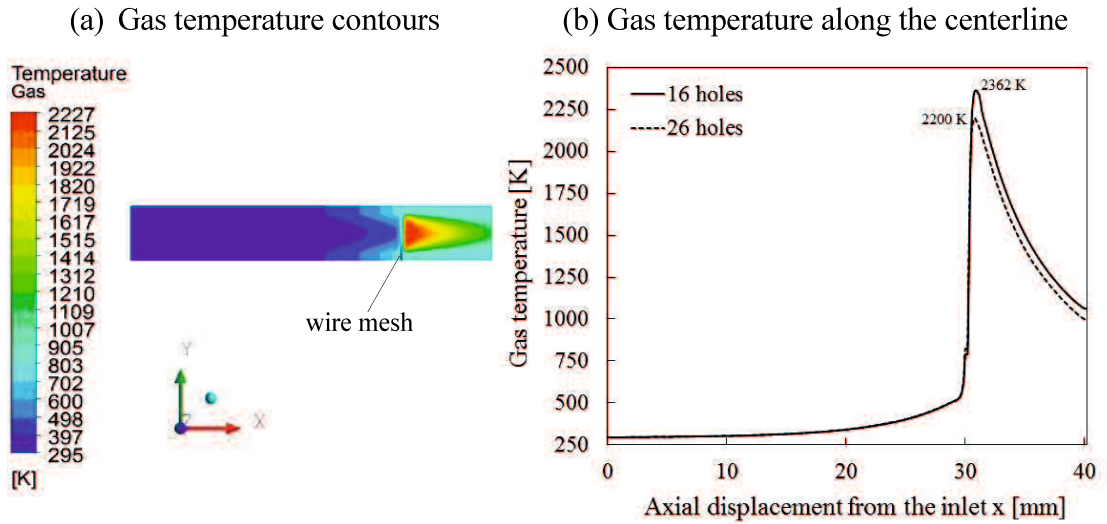 (a) Gas temperature contours
Temperature
Gas
2227
2125
2024
1922
1820
1719
1617
1515
1414
1312
1210
1109
1007
905
803
702
600
498
397
295
[K]
wire mesh
Y
Z
X
(b) Gas temperature along the centerline
Gas temperature [K]
2500
2250
2000
1750
1500
1250
1000
750
500
250
16 holes
26 holes
2362 K
2200 K
0
10
20
30
40
Axial displacement from the inlet x [mm]